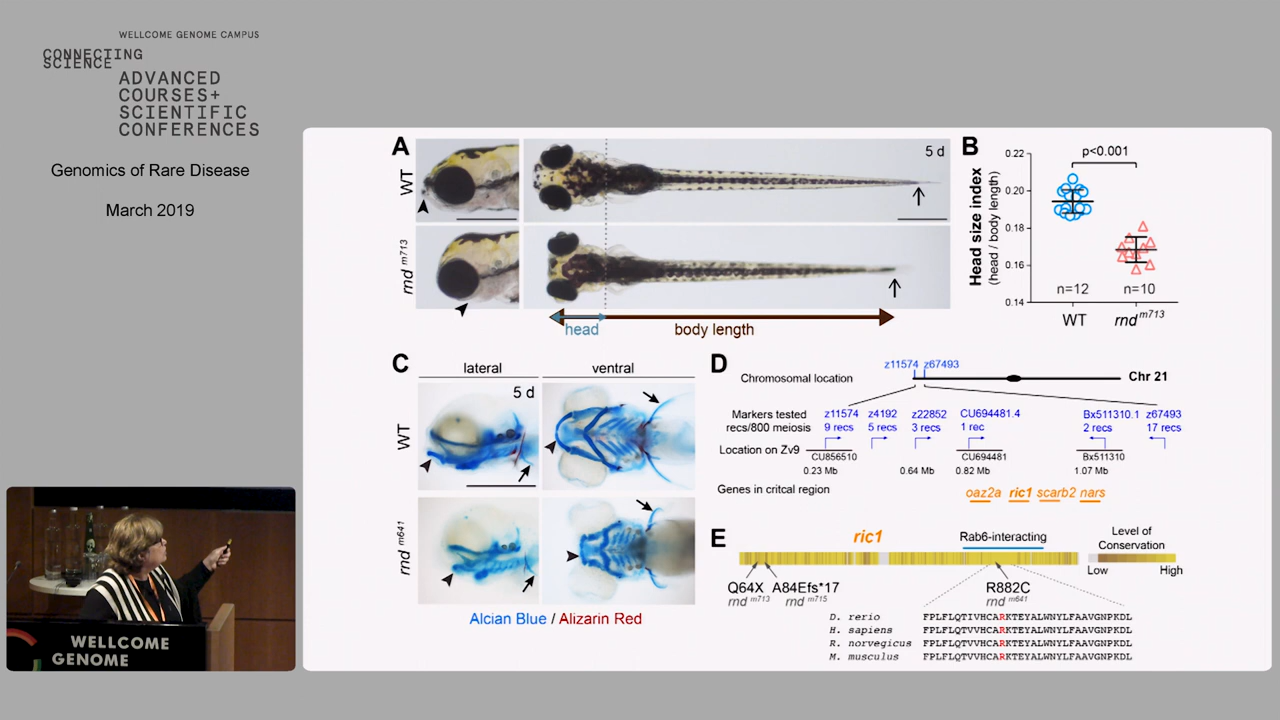 WELLCOME GENOME CAMPUS
CONNECTING
SCIENCE
ADVANCED
COURSES+
SCIENTIFIC
CONFERENCES
Genomics of Rare Disease
March 2019
A
WT
5 d
rnd m713
head
body length
B
Head size index
(head / body length)
p<0.001
0.22
0.20
0.18
0.16
0.14
n=12
n=10
WT
rnd m713
C
lateral
ventral
5 d
WT
rnd m641
Alcian Blue / Alizarin Red
D
z11574 z67493
Chromosomal location
Chr 21
Markers tested
recs/800 meiosis
z11574
9 recs
z4192
5 recs
z22852
3 recs
CU694481.4
1 rec
Bx511310.1
2 recs
z67493
17 recs
Location on Zv9
CU856510
CU694481
Bx511310
0.23 Mb
0.64 Mb
0.82 Mb
1.07 Mb
Genes in critcal region
oaz2a ric1 scarb2 nars
E
ric1
Rab6-interacting
Level of
Conservation
Low
High
Q64X A84Efs*17
rnd m713 rnd m715
R882C
rnd m641
D. rerio FPLFLQTIVHCARKTEYALWNYLFAAVGNPKDL
H. sapiens FPLFLQTVVHCARKTEYALWNYLFAAVGNPKDL
R. norvegicus FPLFLQTVVHCARKTEYALWNYLFAAVGNPKDL
M. musculus FPLFLQTVVHCARKTEYALWNYLFAAVGNPKDL
WELLCOME
GENOME